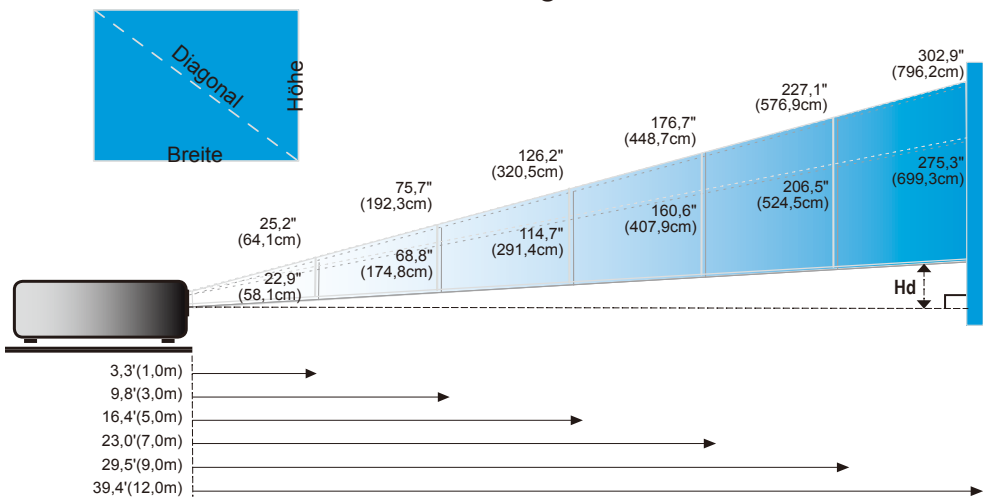 g
Diagonal
Höhe
Breite
25,2"
(64,1cm)
75,7"
(192,3cm)
126,2"
(320,5cm)
176,7"
(448,7cm)
227,1"
(576,9cm)
302,9"
(796,2cm)
22,9"
(58,1cm)
68,8"
(174,8cm)
114,7"
(291,4cm)
160,6"
(407,9cm)
206,5"
(524,5cm)
275,3"
(699,3cm)
Hd
3,3'(1,0m)
9,8'(3,0m)
16,4'(5,0m)
23,0'(7,0m)
29,5'(9,0m)
39,4'(12,0m)